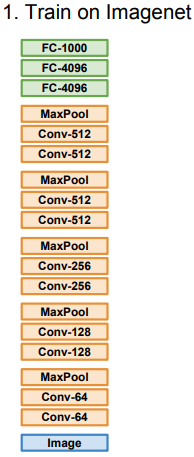 1. Train on Imagenet
FC-1000
FC-4096
FC-4096
MaxPool
Conv-512
Conv-512
MaxPool
Conv-512
Conv-512
MaxPool
Conv-256
Conv-256
MaxPool
Conv-128
Conv-128
MaxPool
Conv-64
Conv-64
Image